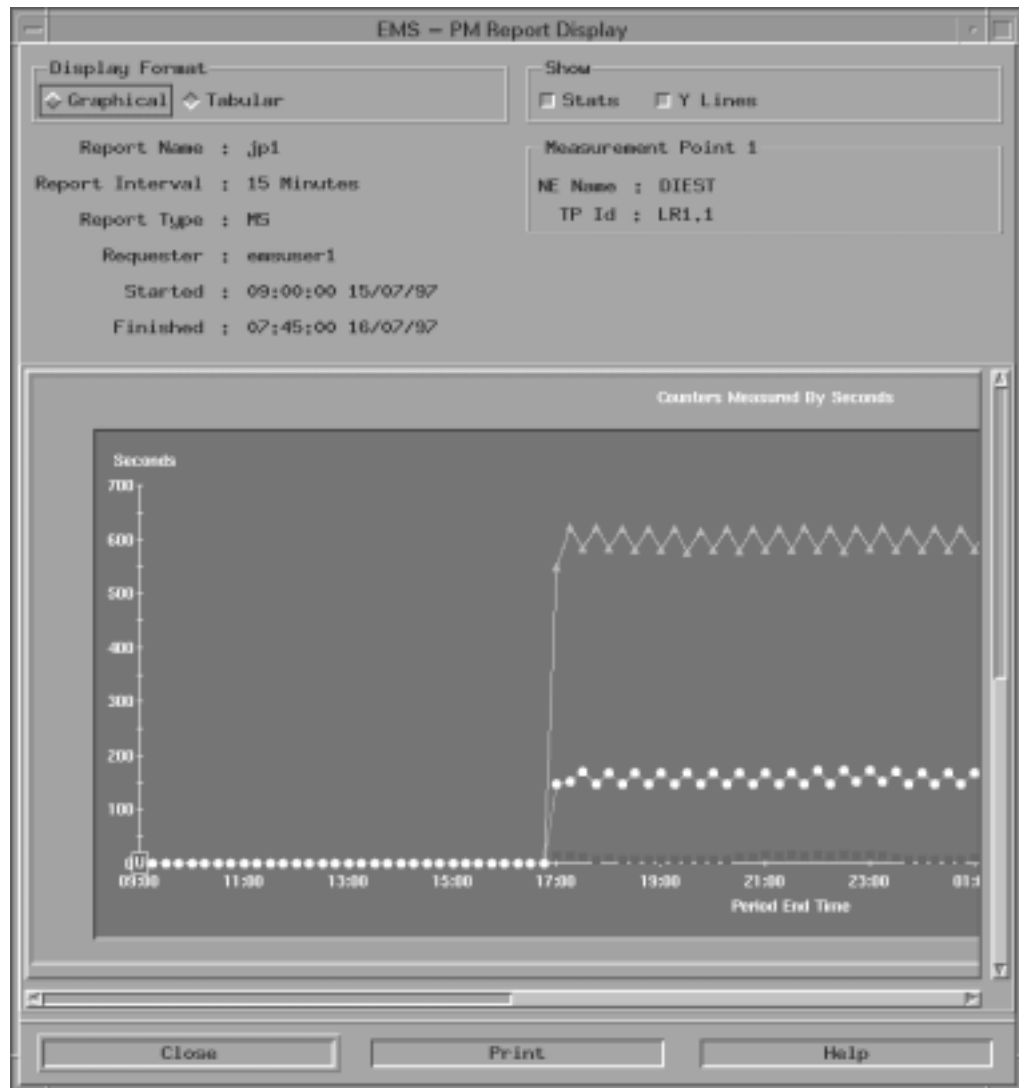 EMS - PM Report Display
Display Format
Graphical Tabular
Show
Stats Y Lines
Report Name : jp1
Report Interval : 15 Minutes
Report Type : MS
Requester : emsuser1
Started : 09:00:00 15/07/97
Finished : 07:45:00 16/07/97
Measurement Point 1
NE Name : DIEST
TP Id : LR1.1
Counters Measured By Seconds
Seconds
700
600
500
400
300
200
100
0 U
09:00 11:00 13:00 15:00 17:00 19:00 21:00 23:00 01:
Period End Time
Close Print Help